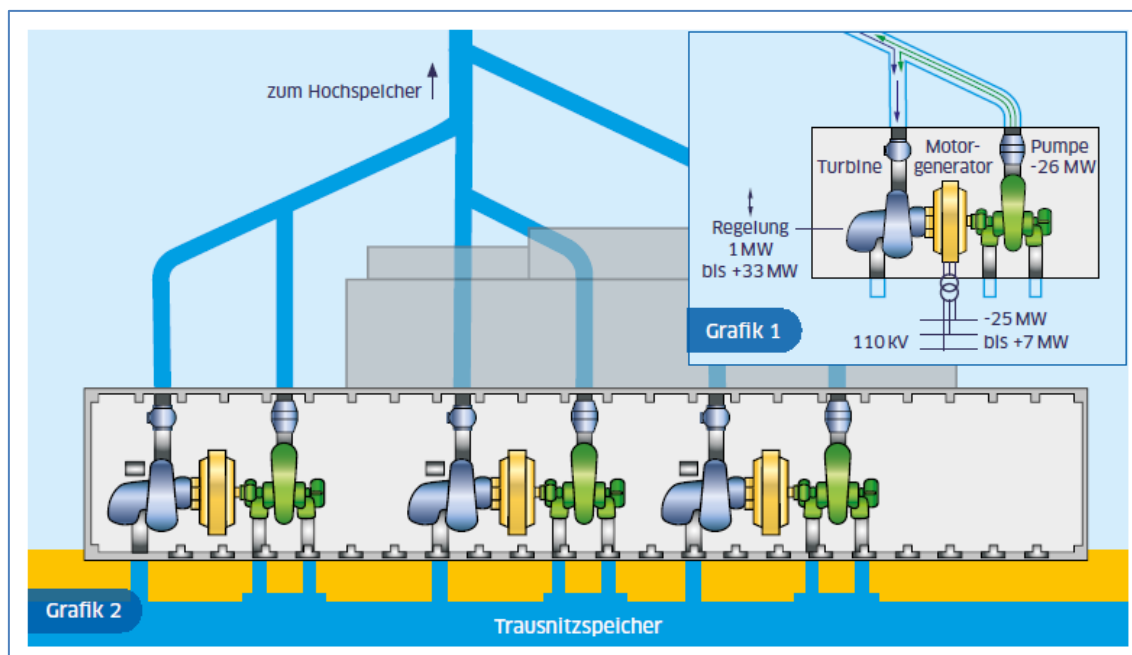 zum Hochspeicher
Turbine
Motor-
generator
Pumpe
-26 MW
Regelung
1 MW
bis +33 MW
Grafik 1
110 kV
-25 MW
bis +7 MW
Grafik 2
Trausnitzspeicher